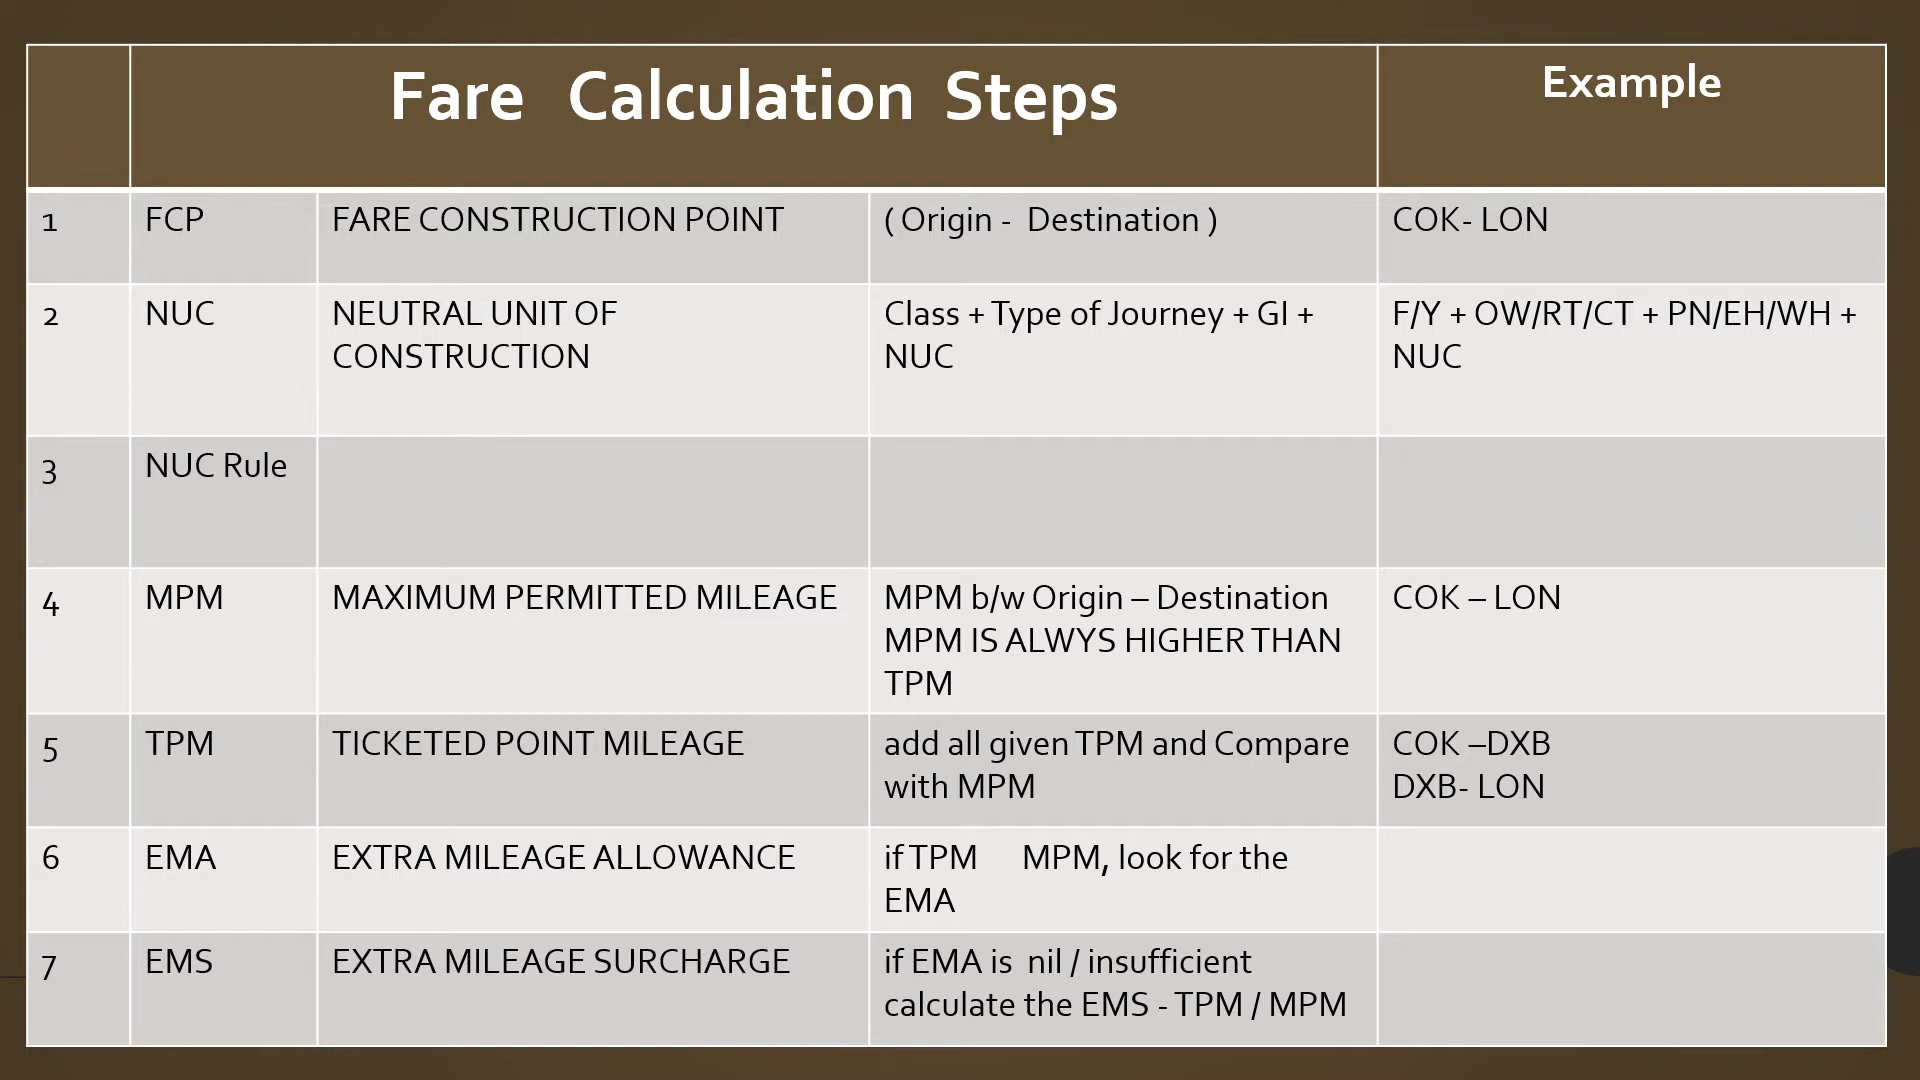 Fare Calculation Steps
Example
1 FCP FARE CONSTRUCTION POINT ( Origin - Destination ) COK- LON
2 NUC NEUTRAL UNIT OF Class + Type of Journey + GI + F/Y + OW/RT/CT + PN/EH/WH +
CONSTRUCTION NUC NUC
3 NUC Rule
4 MPM MAXIMUM PERMITTED MILEAGE MPM b/w Origin – Destination COK – LON
MPM IS ALWYS HIGHER THAN
TPM
5 TPM TICKETED POINT MILEAGE add all given TPM and Compare COK –DXB
with MPM DXB- LON
6 EMA EXTRA MILEAGE ALLOWANCE if TPM MPM, look for the
EMA
7 EMS EXTRA MILEAGE SURCHARGE if EMA is nil / insufficient
calculate the EMS - TPM / MPM